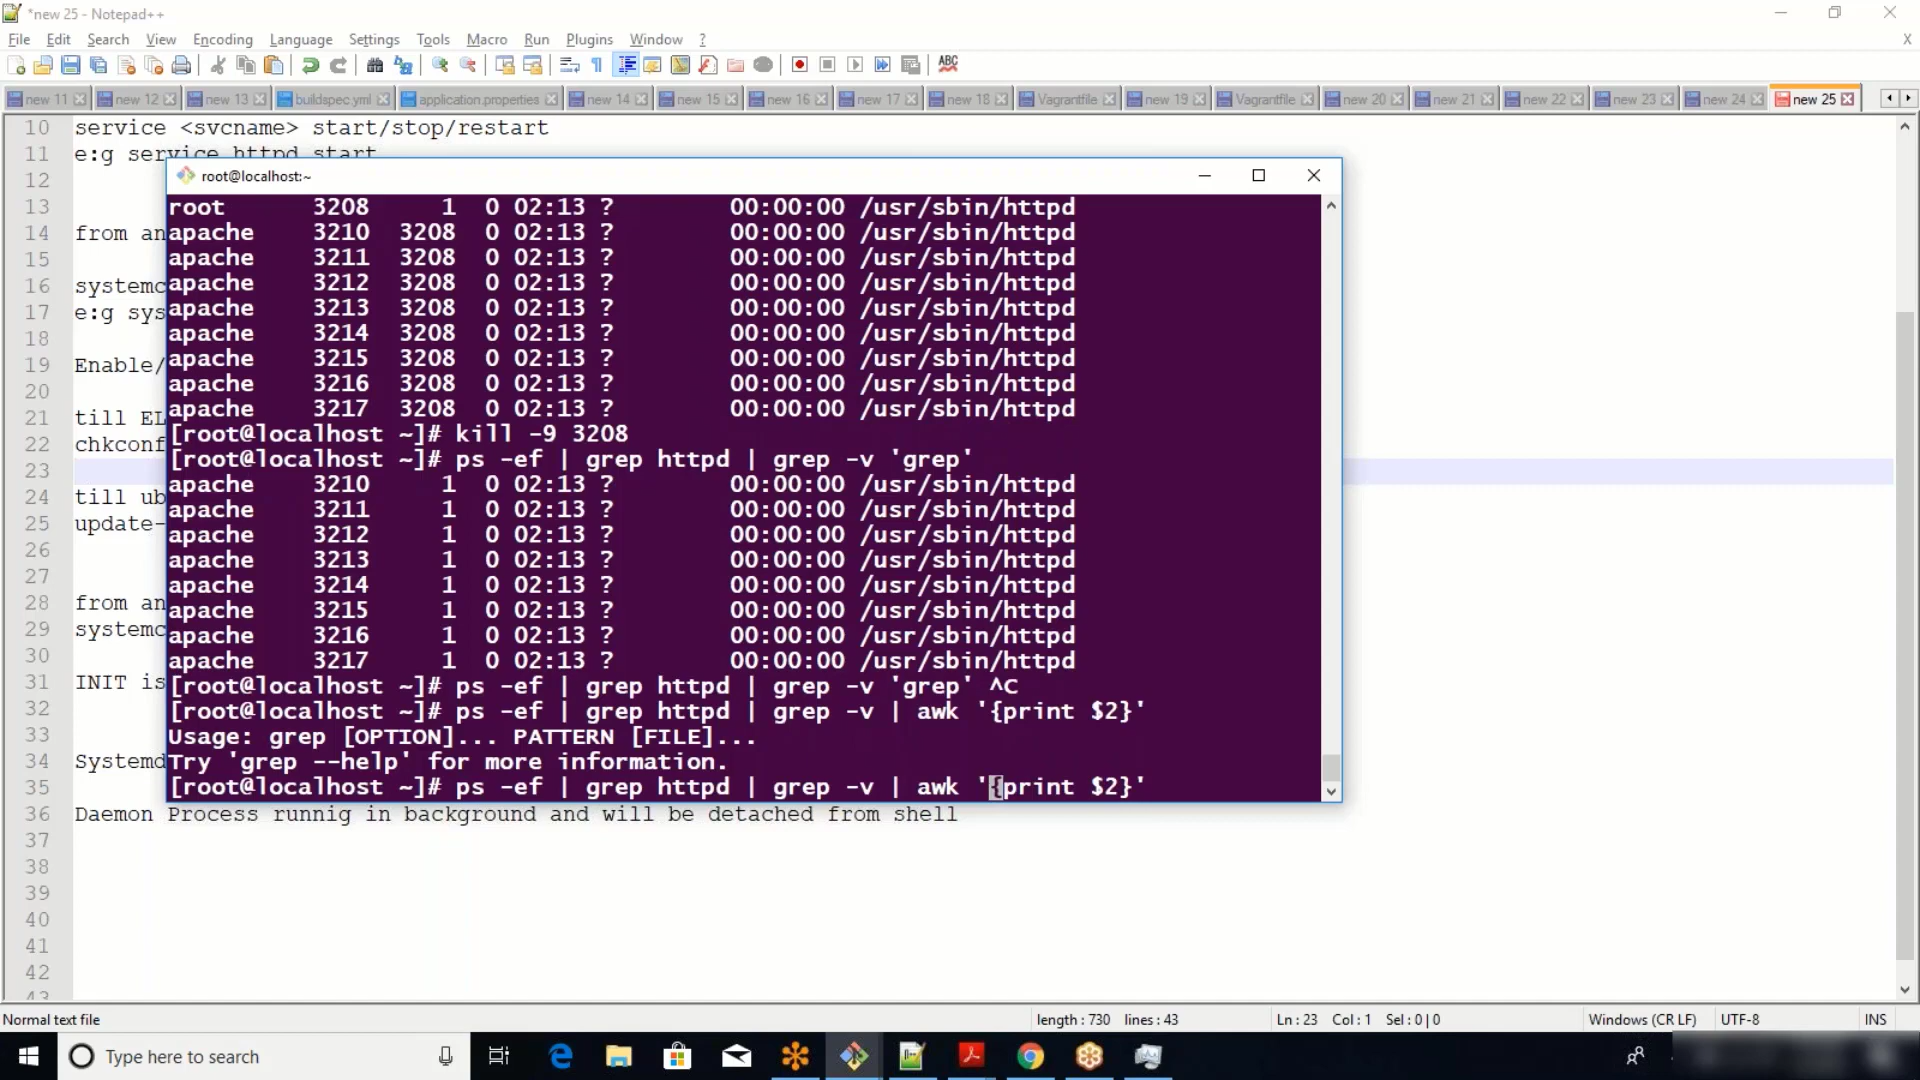 *new 25 - Notepad++
File Edit Search View Encoding Language Settings Tools Macro Run Plugins Window ?
X
ABC
new 11 new 12 new 13 buildspec.yml application.properties new 14 new 15 new 16 new 17 new 18 Vagrantfile new 19 Vagrantfile new 20 new 21 new 22 new 23 new 24 new 25
10 service <svcname> start/stop/restart
11 e:g service httpd start
12
13
14 from an
15
16 systemc
17 e:g sys
18
19 Enable/
20
21 till EL
22 chkconf
23
24 till ub
25 update-
26
27
28 from an
29 systemc
30
31 INIT is
32
33
34 Systemd
35
36 Daemon Process runnig in background and will be detached from shell
37
38
39
40
41
42
43
root@localhost:~
root 3208 1 0 02:13 ? 00:00:00 /usr/sbin/httpd
apache 3210 3208 0 02:13 ? 00:00:00 /usr/sbin/httpd
apache 3211 3208 0 02:13 ? 00:00:00 /usr/sbin/httpd
apache 3212 3208 0 02:13 ? 00:00:00 /usr/sbin/httpd
apache 3213 3208 0 02:13 ? 00:00:00 /usr/sbin/httpd
apache 3214 3208 0 02:13 ? 00:00:00 /usr/sbin/httpd
apache 3215 3208 0 02:13 ? 00:00:00 /usr/sbin/httpd
apache 3216 3208 0 02:13 ? 00:00:00 /usr/sbin/httpd
apache 3217 3208 0 02:13 ? 00:00:00 /usr/sbin/httpd
[root@localhost ~]# kill -9 3208
[root@localhost ~]# ps -ef | grep httpd | grep -v 'grep'
apache 3210 1 0 02:13 ? 00:00:00 /usr/sbin/httpd
apache 3211 1 0 02:13 ? 00:00:00 /usr/sbin/httpd
apache 3212 1 0 02:13 ? 00:00:00 /usr/sbin/httpd
apache 3213 1 0 02:13 ? 00:00:00 /usr/sbin/httpd
apache 3214 1 0 02:13 ? 00:00:00 /usr/sbin/httpd
apache 3215 1 0 02:13 ? 00:00:00 /usr/sbin/httpd
apache 3216 1 0 02:13 ? 00:00:00 /usr/sbin/httpd
apache 3217 1 0 02:13 ? 00:00:00 /usr/sbin/httpd
[root@localhost ~]# ps -ef | grep httpd | grep -v 'grep' ^C
[root@localhost ~]# ps -ef | grep httpd | grep -v | awk '{print $2}'
Usage: grep [OPTION]... PATTERN [FILE]...
Try 'grep --help' for more information.
[root@localhost ~]# ps -ef | grep httpd | grep -v | awk '{print $2}'
Normal text file length : 730 lines : 43 Ln : 23 Col : 1 Sel : 0 | 0 Windows (CR LF) UTF-8 INS
Type here to search